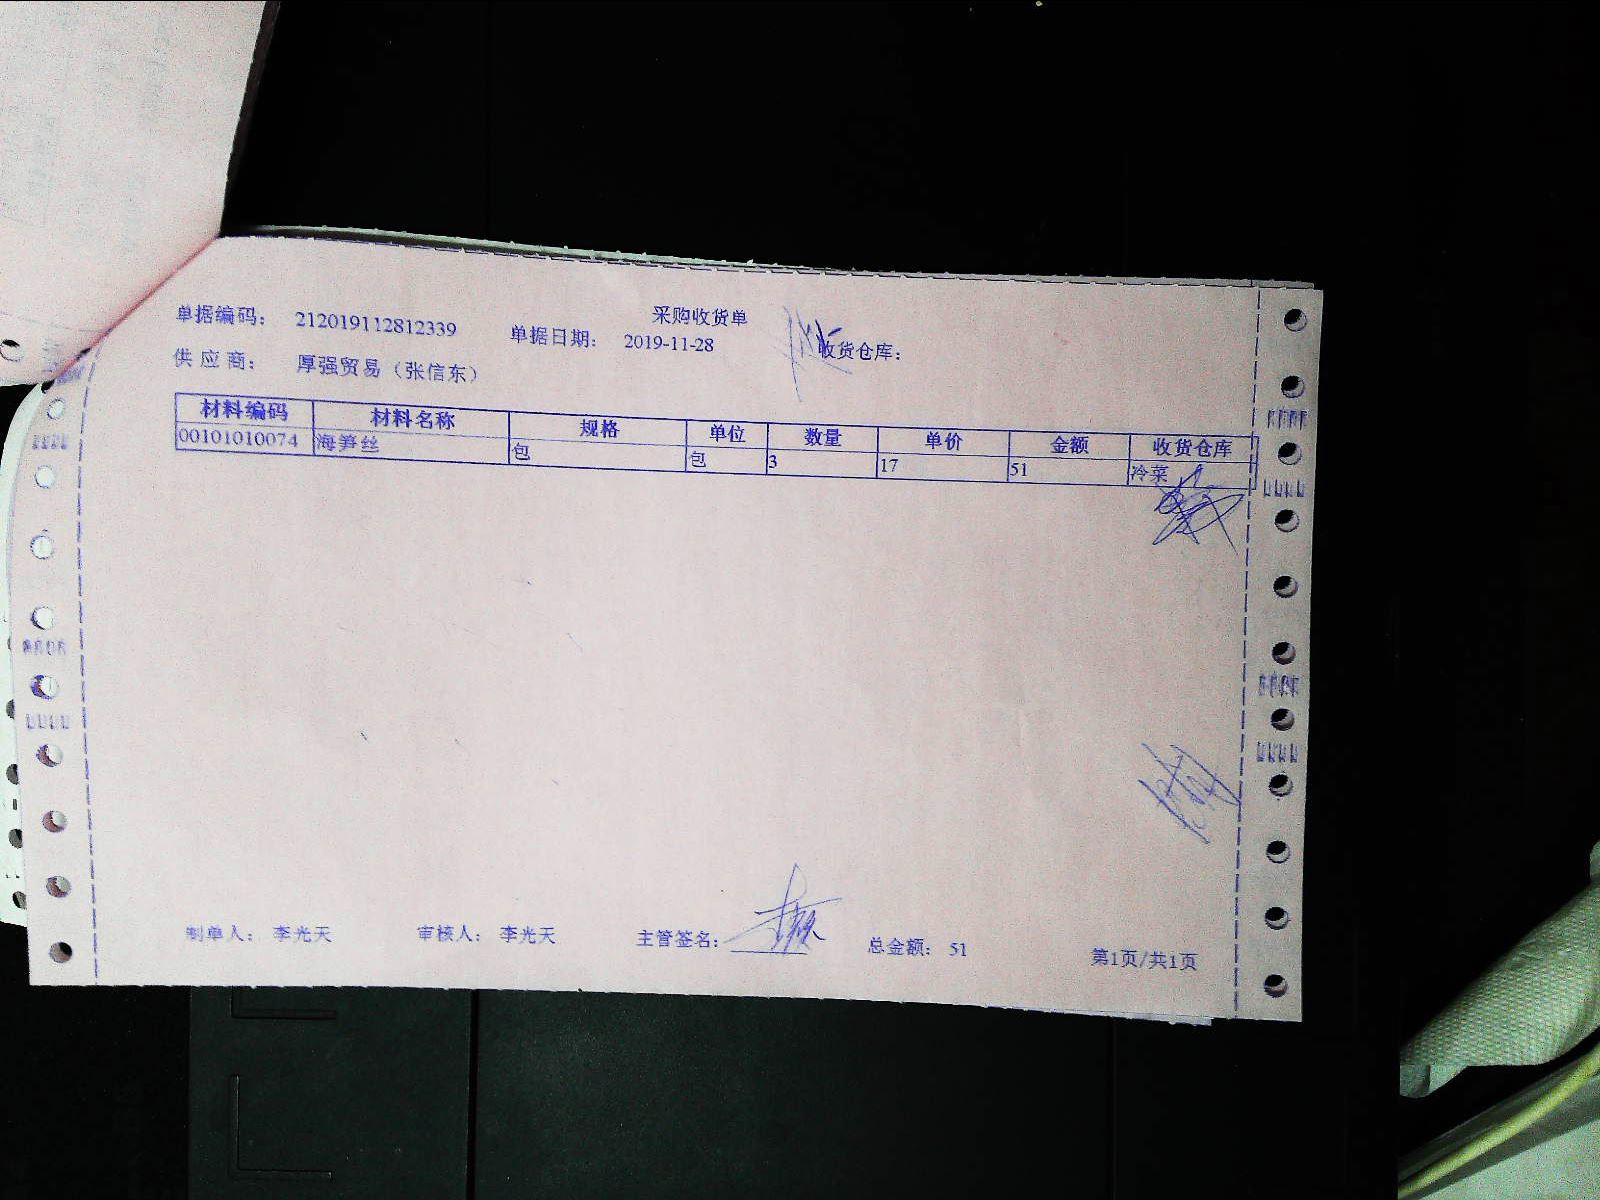 采购收货单
单据编码： 212019112812339 单据日期： 2019-11-28 收货仓库：
供应商： 厚强贸易（张信东）
材料编码 材料名称 规格 单位 数量 单价 金额 收货仓库
00101010074 海笋丝 包 包 3 17 51 冷菜
制单人： 李光天 审核人： 李光天 主管签名： 总金额： 51 第1页/共1页